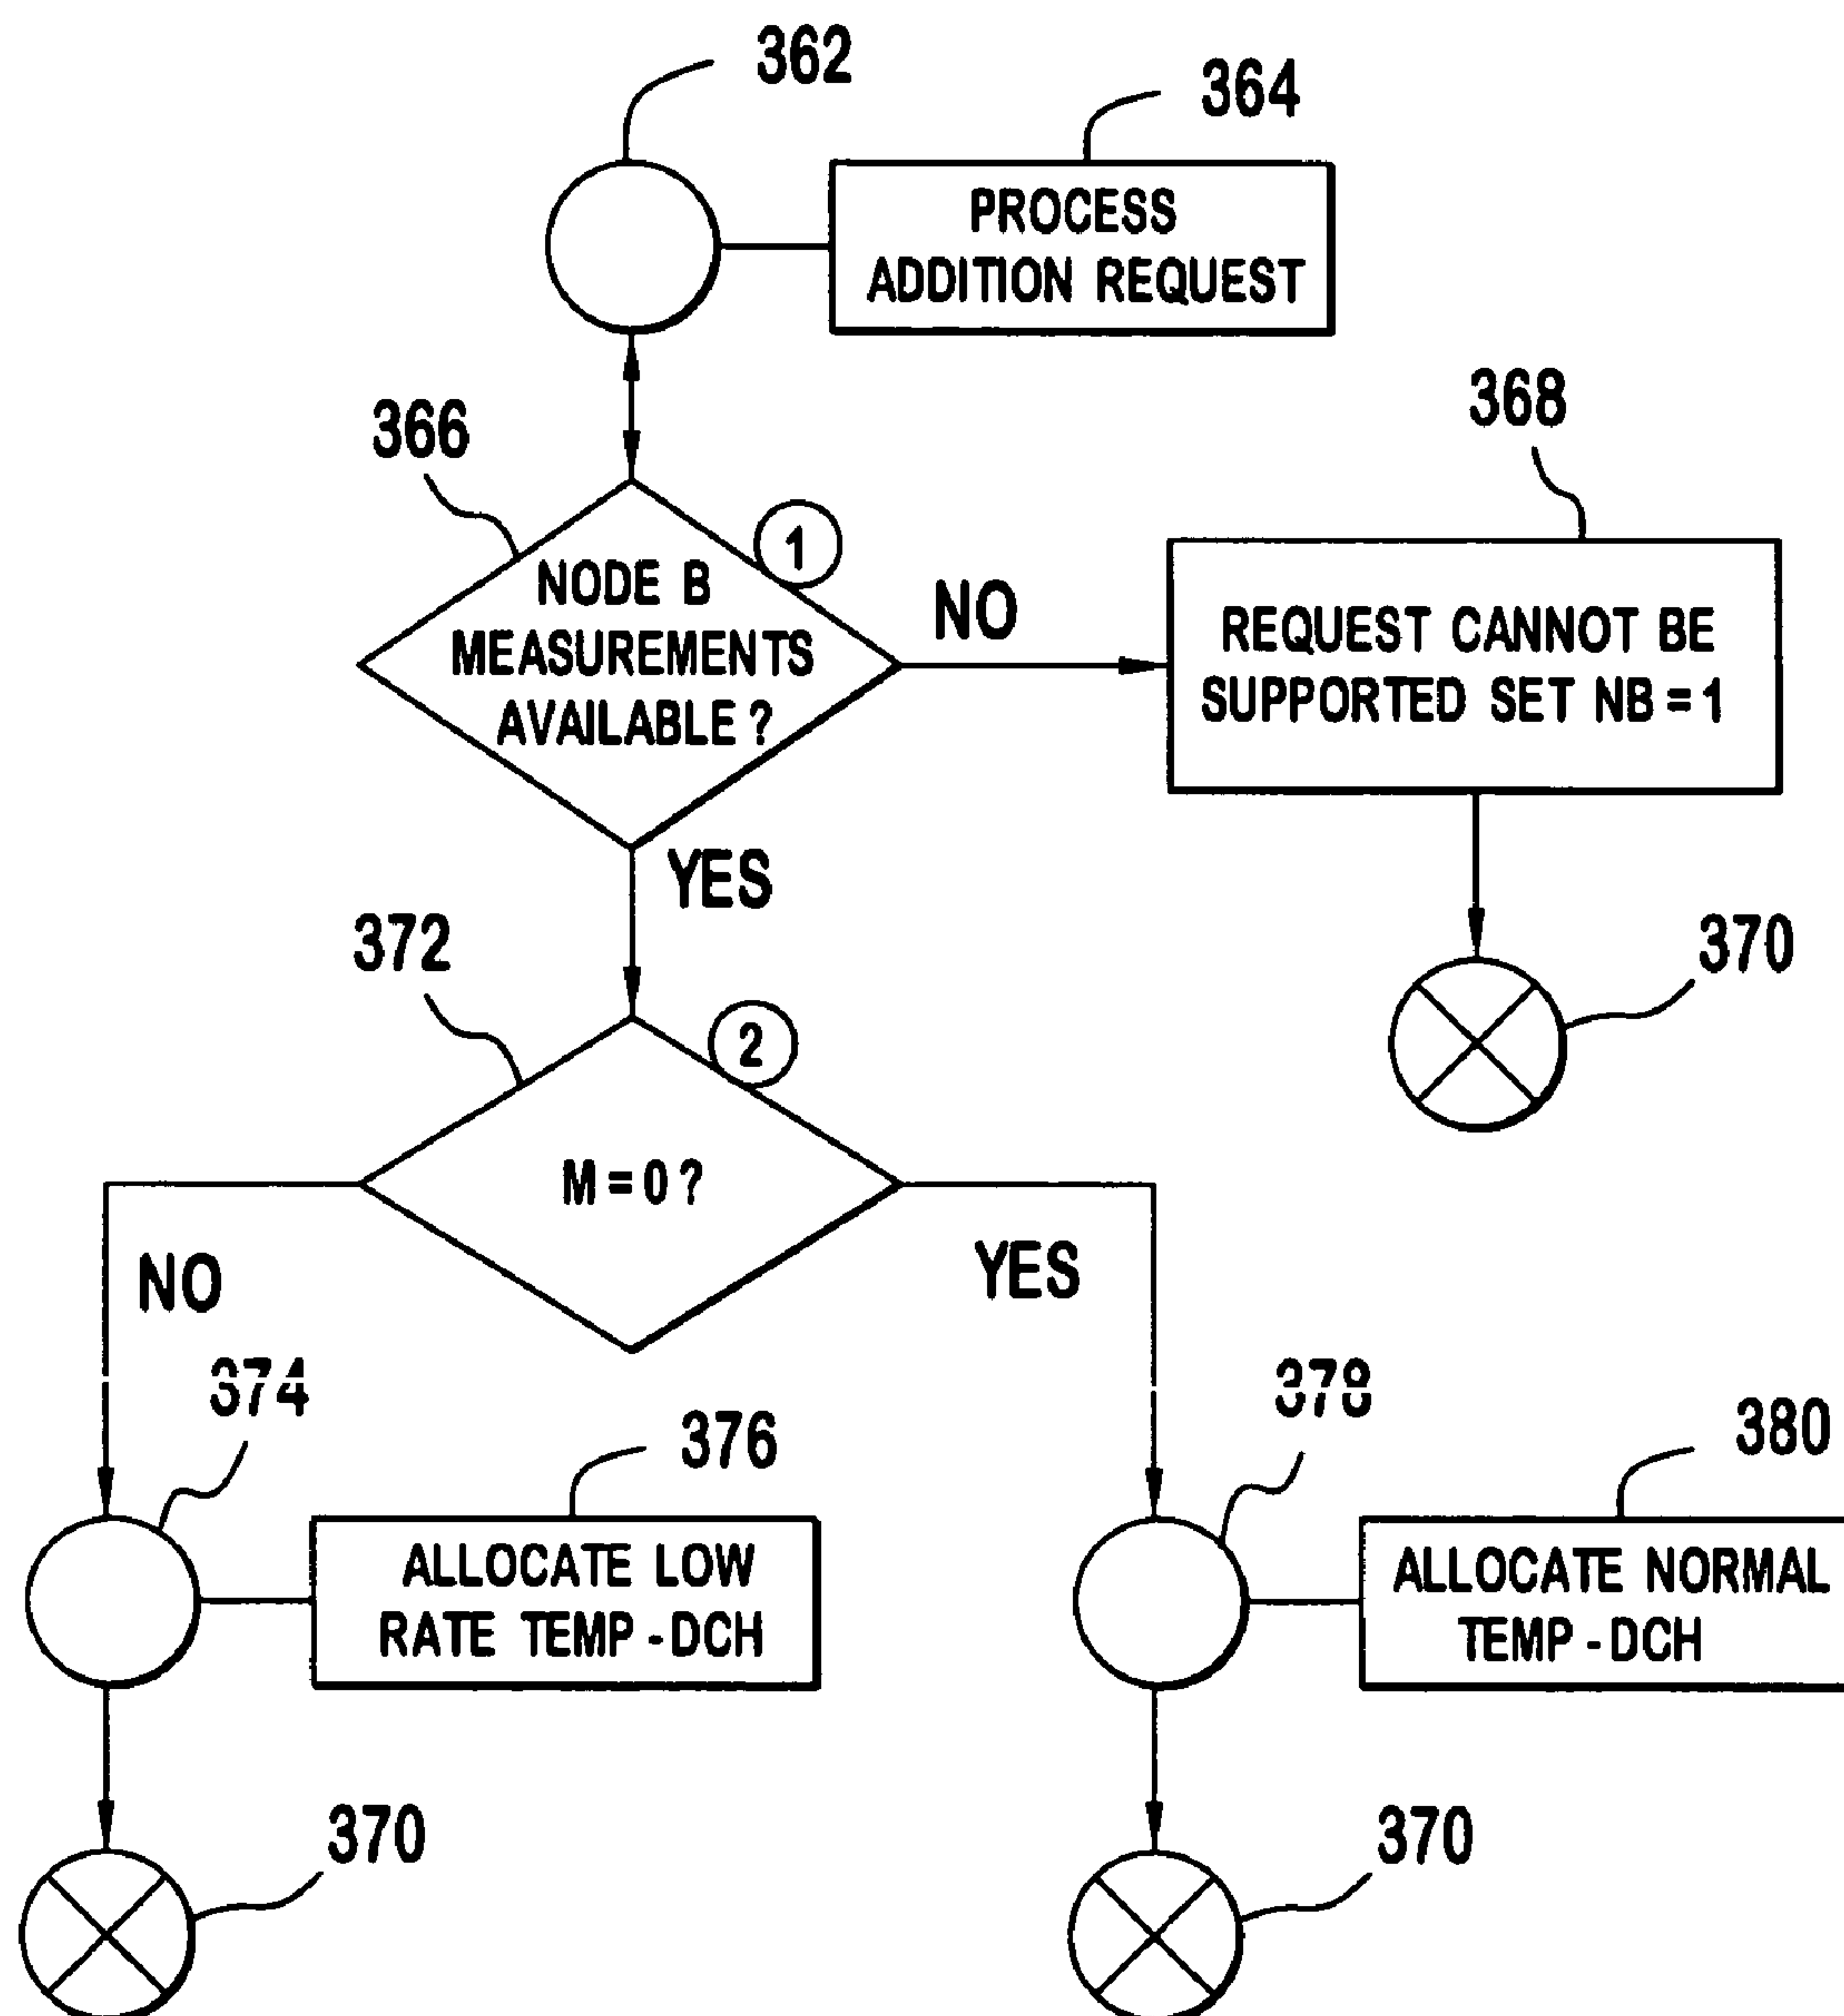 362
364
PROCESS
ADDITION REQUEST
366
368
1
NODE B
MEASUREMENTS
AVAILABLE ?
NO
REQUEST CANNOT BE
SUPPORTED SET NB = 1
YES
372
370
2
M = 0 ?
NO
YES
374
378
376
380
ALLOCATE LOW
RATE TEMP - DCH
ALLOCATE NORMAL
TEMP - DCH
370
370